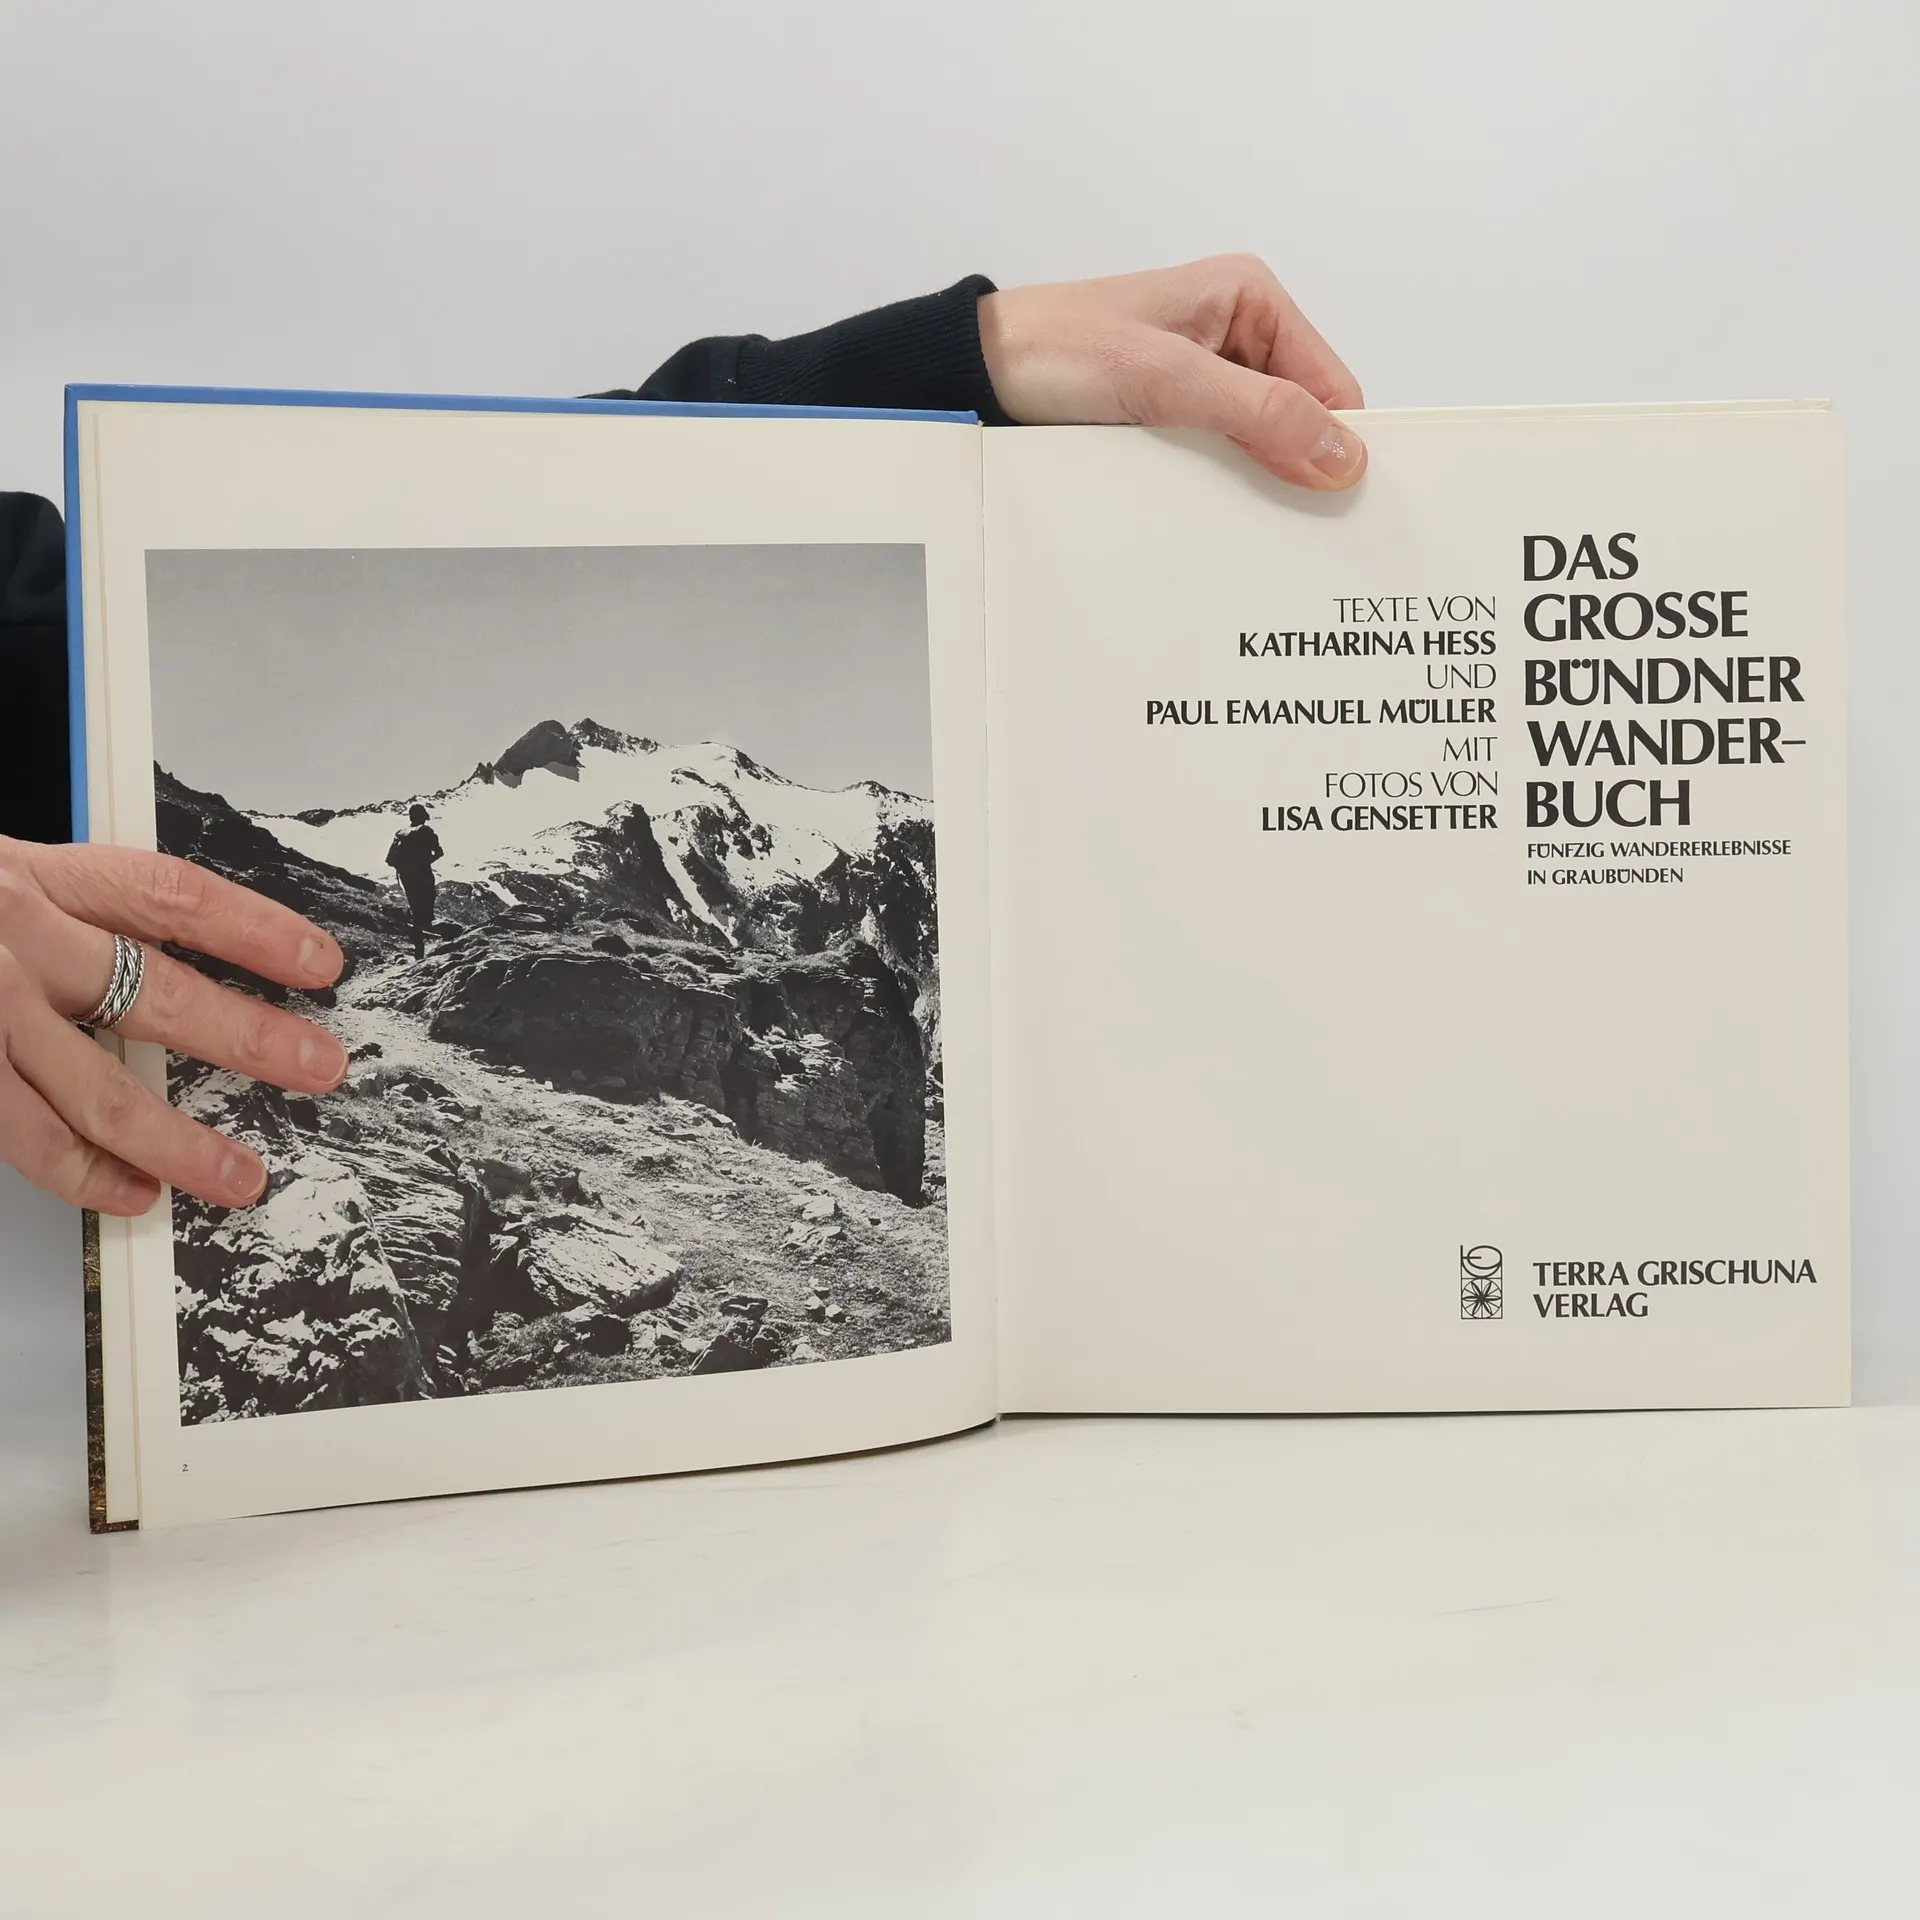 TEXTE VON
KATHARINA HESS
UND
PAUL EMANUEL MÜLLER
MIT
FOTOS VON
LISA GENSETTER
DAS
GROSSE
BÜNDNER
WANDER–
BUCH
FÜNFZIG WANDERERLEBNISSE
IN GRAUBÜNDEN
TERRA GRISCHUNA
VERLAG
2